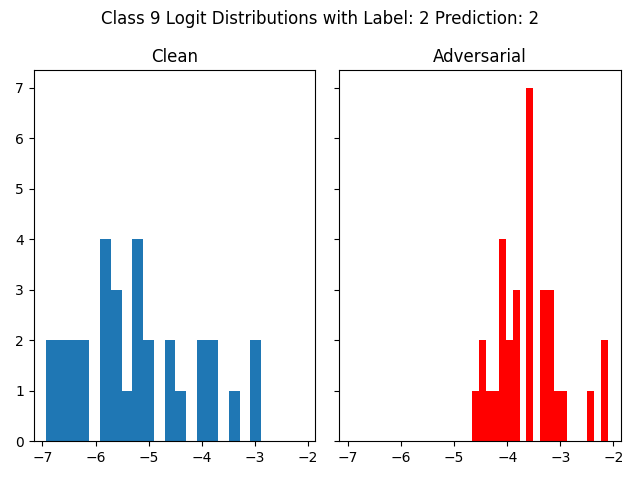 Class 9 Logit Distributions with Label: 2 Prediction: 2
Clean
Adversarial
7
6
5
4
3
2
1
0
−7 −6 −5 −4 −3 −2
−7 −6 −5 −4 −3 −2